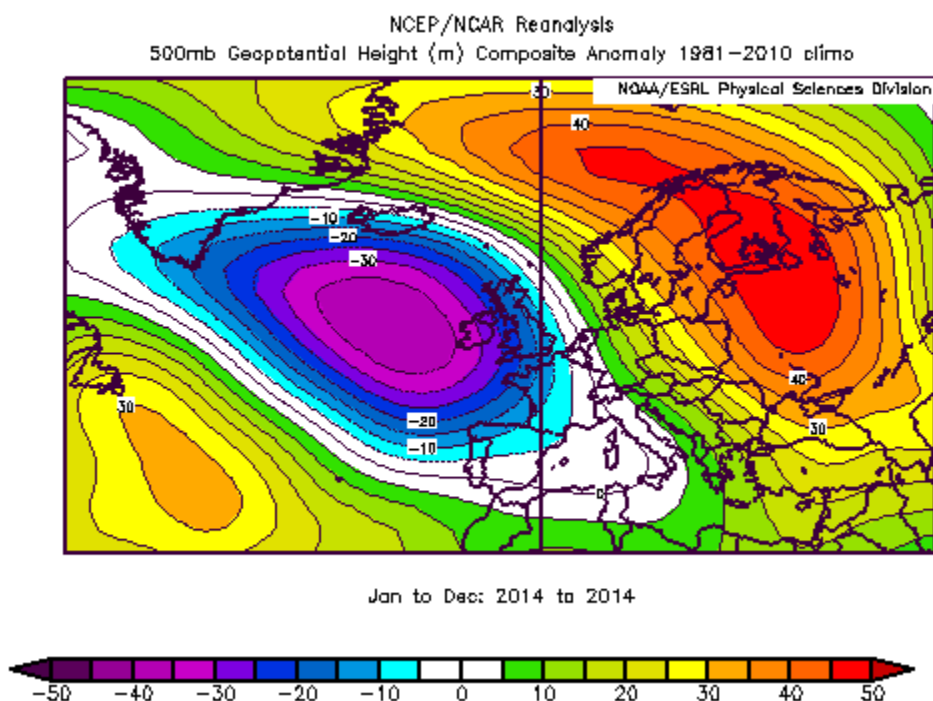 NCEP/NCAR Reanalysis
500mb Geopotential Height (m) Composite Anomaly 1981-2010 climo
NOAA/ESRL Physical Sciences Division
30
40
-10
-20
-30
40
30
30
-20
-10
0
Jan to Dec: 2014 to 2014
-50 -40 -30 -20 -10 0 10 20 30 40 50